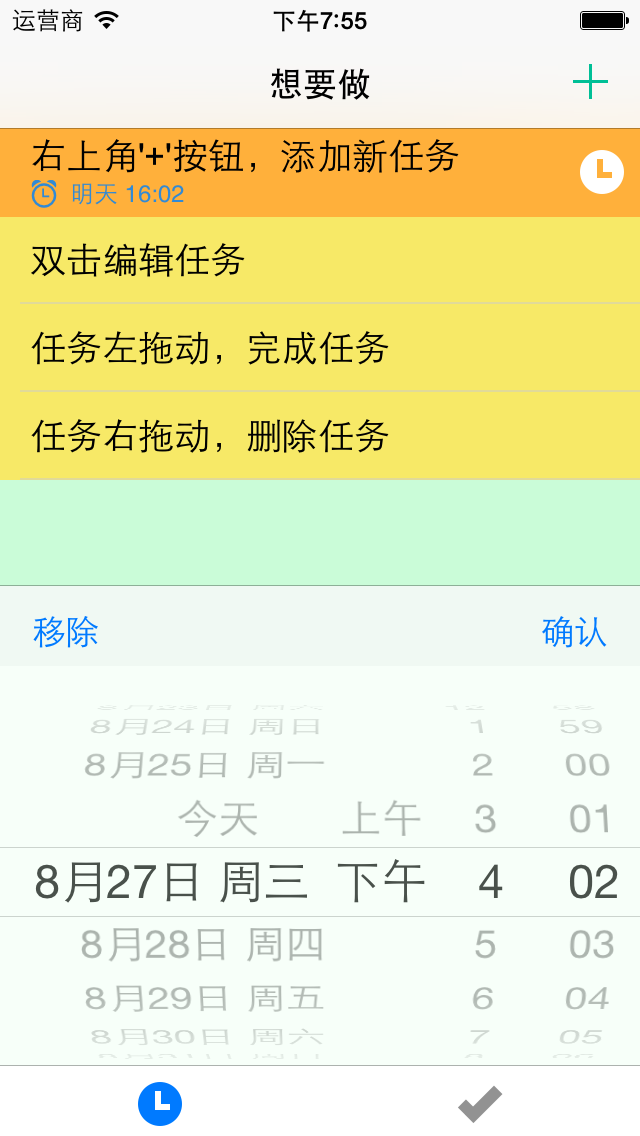 运营商 下午7:55
想要做
右上角'+'按钮，添加新任务
明天 16:02
双击编辑任务
任务左拖动，完成任务
任务右拖动，删除任务
移除 确认
8月24日 周日 1 59
8月25日 周一 2 00
今天 上午 3 01
8月27日 周三 下午 4 02
8月28日 周四 5 03
8月29日 周五 6 04
8月30日 周六 7 05